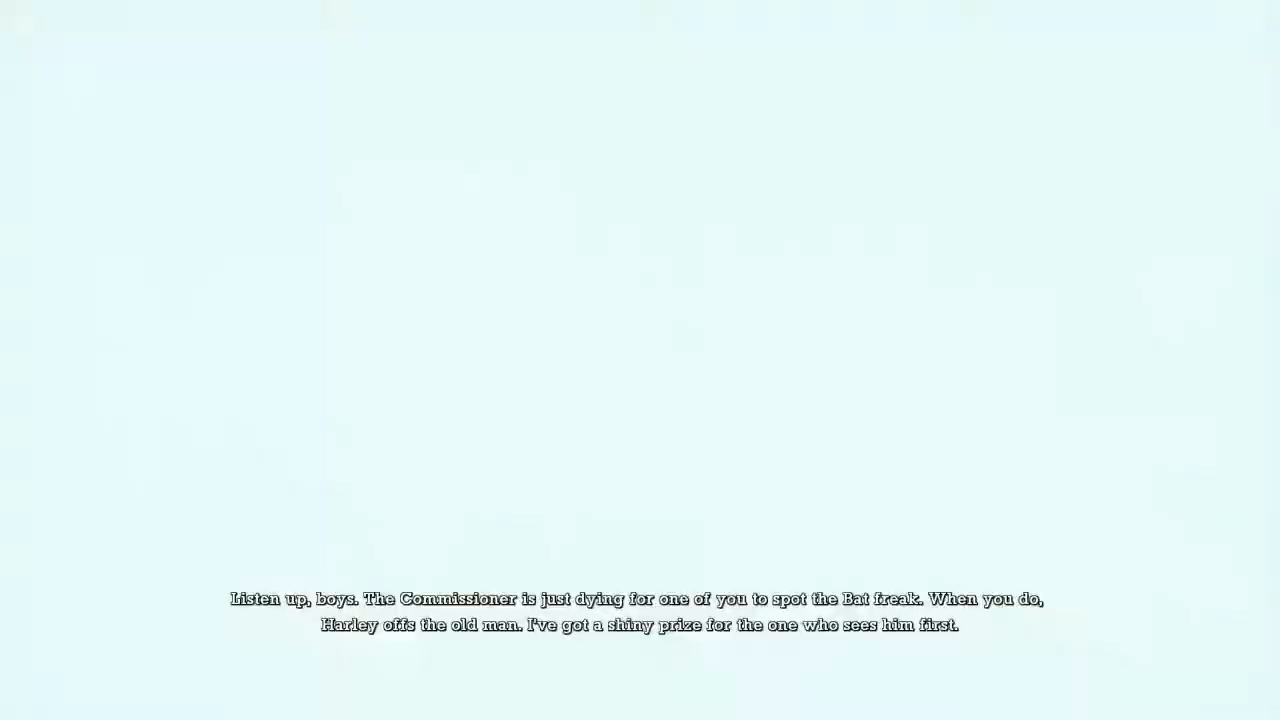 Listen up, boys. The Commissioner is just dying for one of you to spot the Bat freak. When you do,
Harley offs the old man. I've got a shiny prize for the one who sees him first.